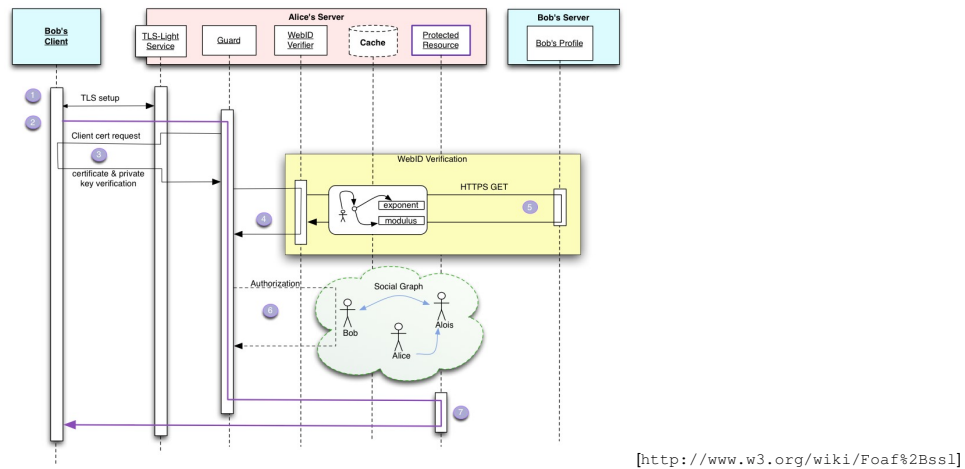 Alice's Server
Bob's Server
Bob's
Client
TLS-Light
Service
Guard
WebID
Verifier
Cache
Protected
Resource
Bob's Profile
1
TLS setup
2
Client cert request
3
certificate & private
key verification
WebID Verification
HTTPS GET
exponent
modulus
4
5
Authorization
Social Graph
6
Bob
Alois
Alice
7
[http://www.w3.org/wiki/Foaf%2Bssl]